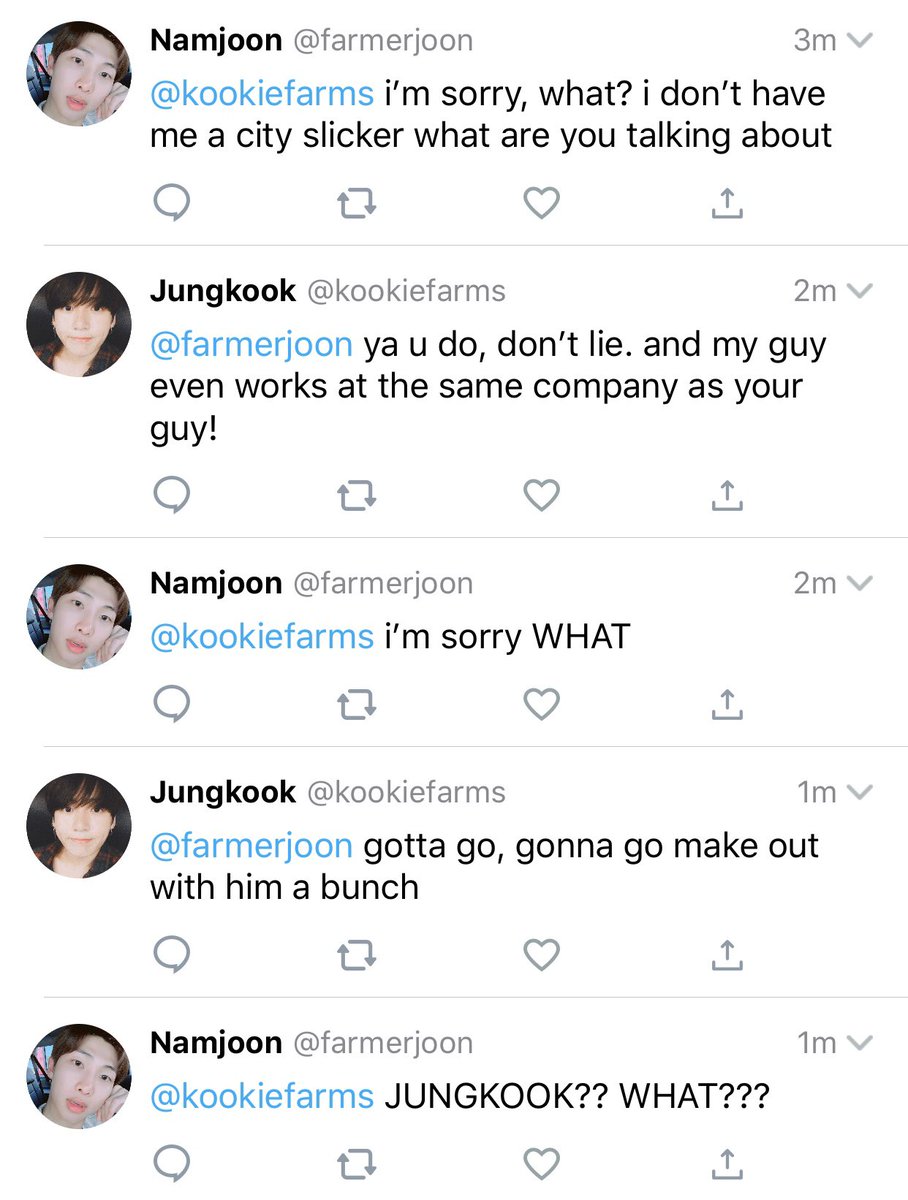 Namjoon @farmerjoon 3m
@kookiefarms i’m sorry, what? i don’t have
me a city slicker what are you talking about
Jungkook @kookiefarms 2m
@farmerjoon ya u do, don’t lie. and my guy
even works at the same company as your
guy!
Namjoon @farmerjoon 2m
@kookiefarms i’m sorry WHAT
Jungkook @kookiefarms 1m
@farmerjoon gotta go, gonna go make out
with him a bunch
Namjoon @farmerjoon 1m
@kookiefarms JUNGKOOK?? WHAT???